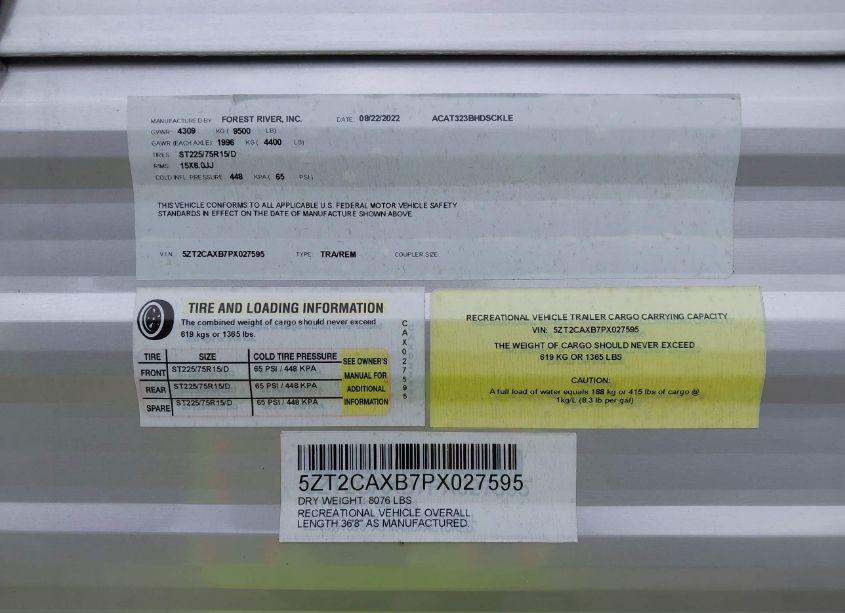 MANUFACTURED BY FOREST RIVER, INC. DATE 08/22/2022 ACAT323BHDSCKLE
GVWR 4309 KG ( 9500 LB)
GAWR (EACH AXLE) 1996 KG ( 4400 LB)
TIRES ST225/75R15/D
RIMS 15X6.0JJ
COLD INFL PRESSURE 448 KPA ( 65 PSI)
THIS VEHICLE CONFORMS TO ALL APPLICABLE U.S. FEDERAL MOTOR VEHICLE SAFETY
STANDARDS IN EFFECT ON THE DATE OF MANUFACTURE SHOWN ABOVE
VIN 5ZT2CAXB7PX027595 TYPE TRA/REM COUPLER SIZE
TIRE AND LOADING INFORMATION
The combined weight of cargo should never exceed
619 kgs or 1365 lbs.
TIRE SIZE COLD TIRE PRESSURE
FRONT ST225/75R15/D 65 PSI / 448 KPA
REAR ST225/75R15/D 65 PSI / 448 KPA
SPARE ST225/75R15/D 65 PSI / 448 KPA
SEE OWNER'S
MANUAL FOR
ADDITIONAL
INFORMATION
CAX027595
RECREATIONAL VEHICLE TRAILER CARGO CARRYING CAPACITY
VIN: 5ZT2CAXB7PX027595
THE WEIGHT OF CARGO SHOULD NEVER EXCEED
619 KG OR 1365 LBS
CAUTION:
A full load of water equals 188 kg or 415 lbs of cargo @
1kg/L (8.3 lb per gal)
5ZT2CAXB7PX027595
DRY WEIGHT: 8076 LBS
RECREATIONAL VEHICLE OVERALL
LENGTH 36'8" AS MANUFACTURED.